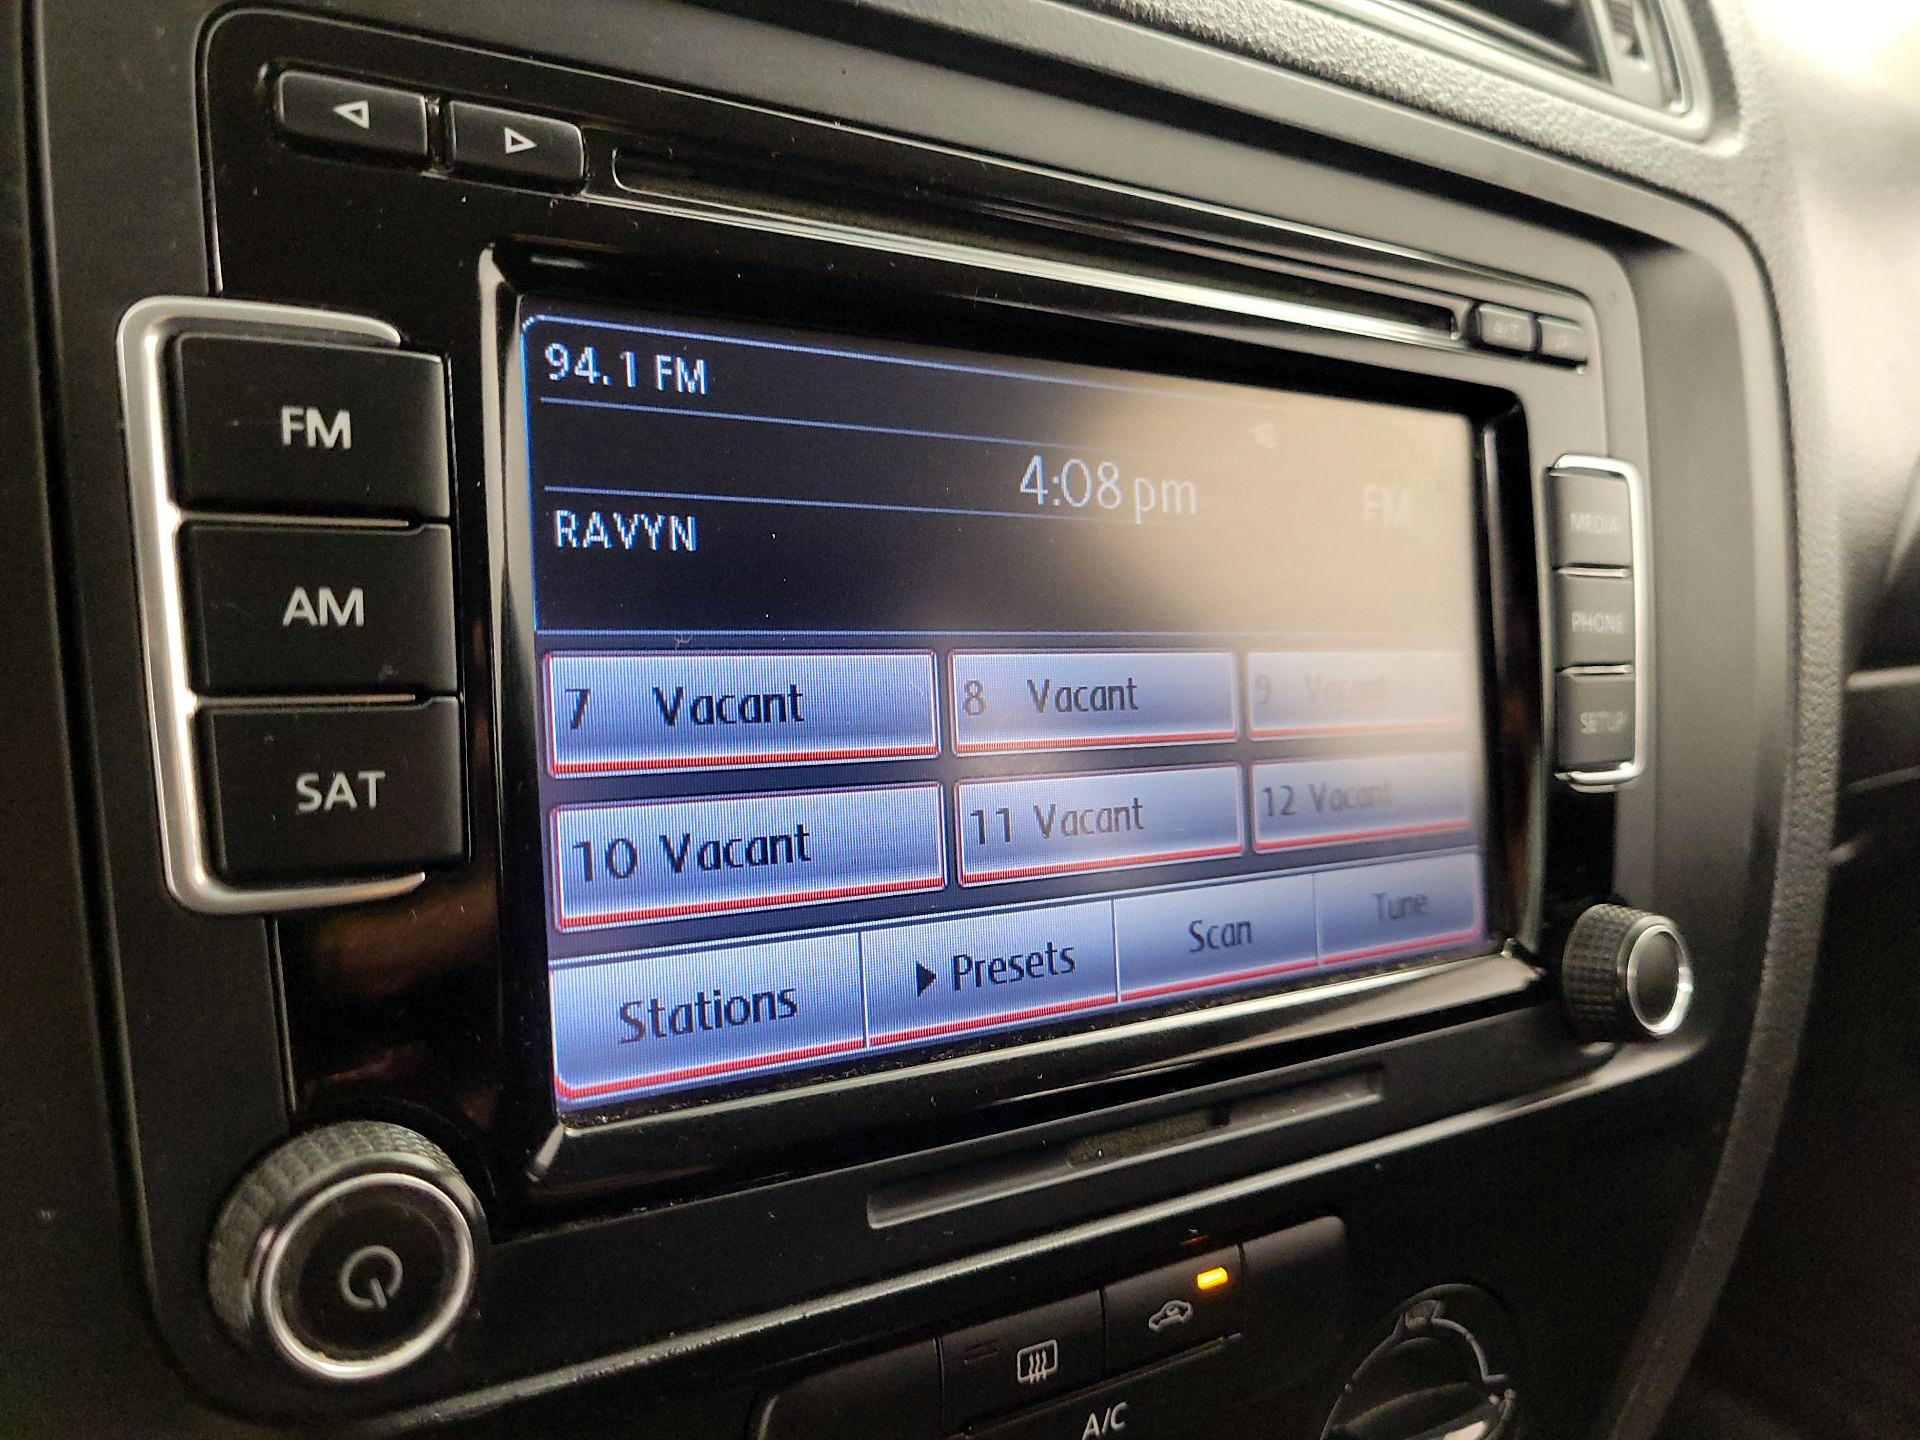 94.1 FM
4:08 pm
FM
RAVYN
7 Vacant
8 Vacant
9 Vacant
10 Vacant
11 Vacant
12 Vacant
Stations
Presets
Scan
Tune
FM
AM
SAT
MEDIA
PHONE
SETUP
A/C